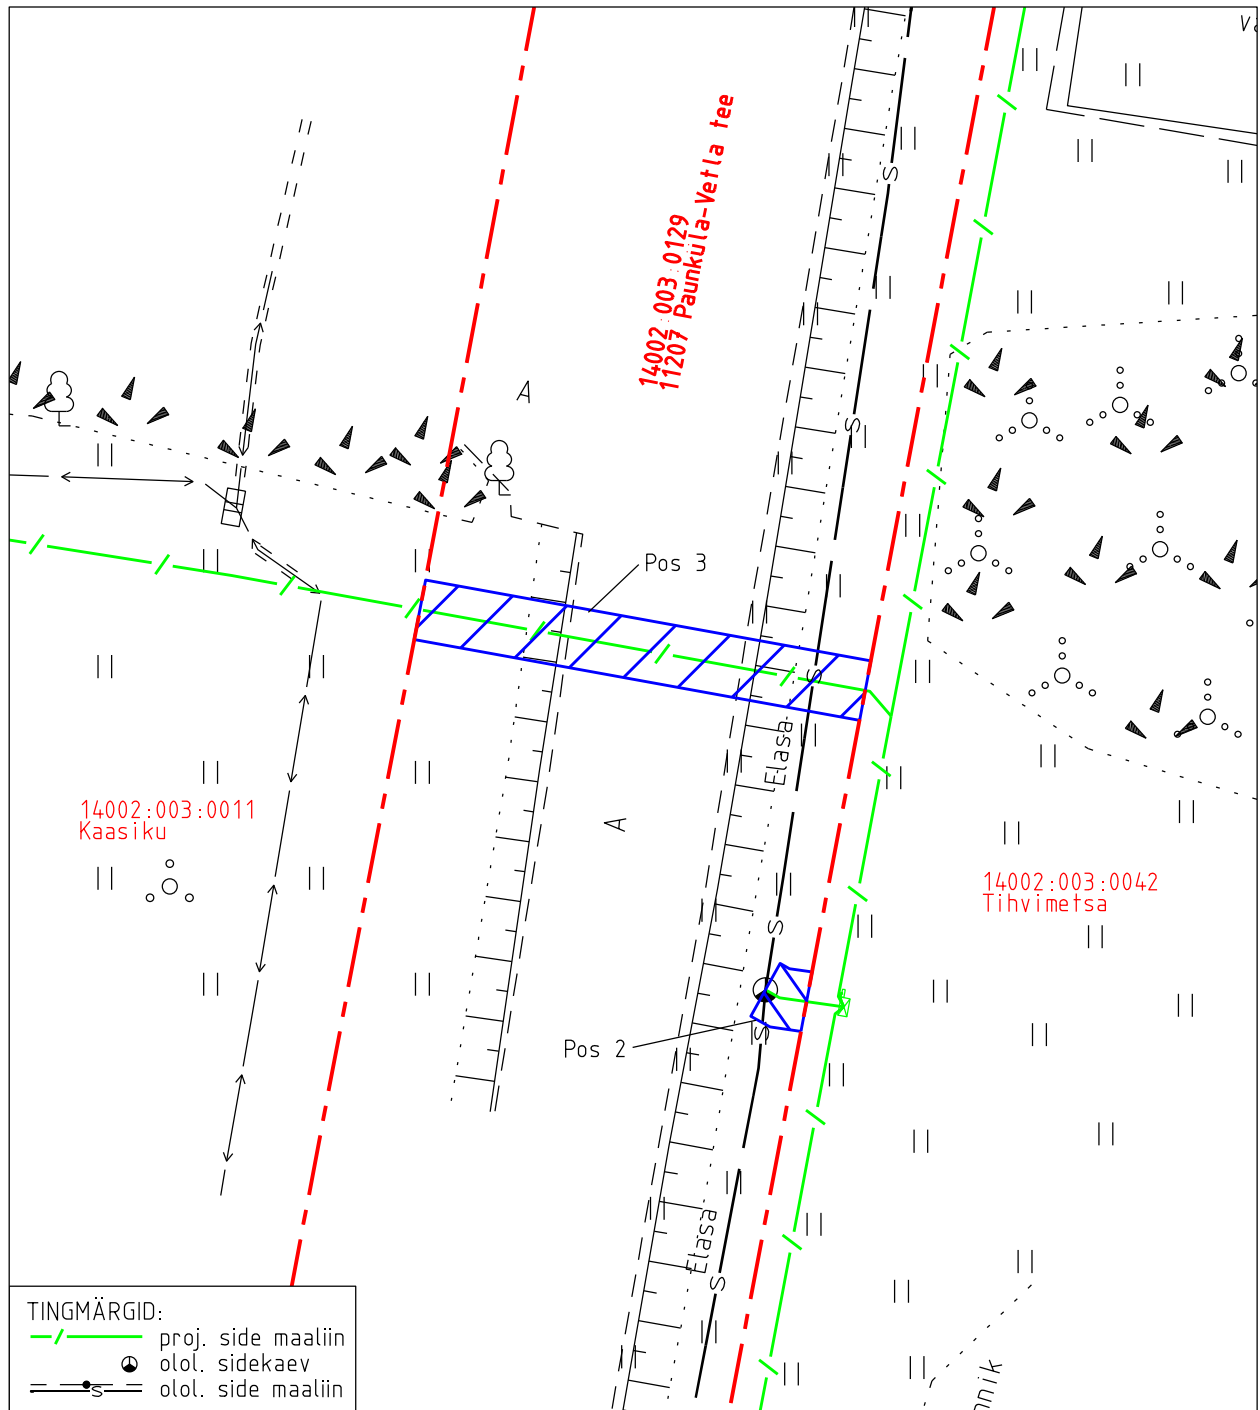 14002:003:0129
11207 Paunküla-Vetla tee
A
Pos 3
Elasa
A
14002:003:0011
Kaasiku
14002:003:0042
Tihvimetsa
Pos 2
Elasa
S
S
S
S
S
S
TINGMÄRGID:
proj. side maaliin
olol. sidekaev
S
olol. side maaliin